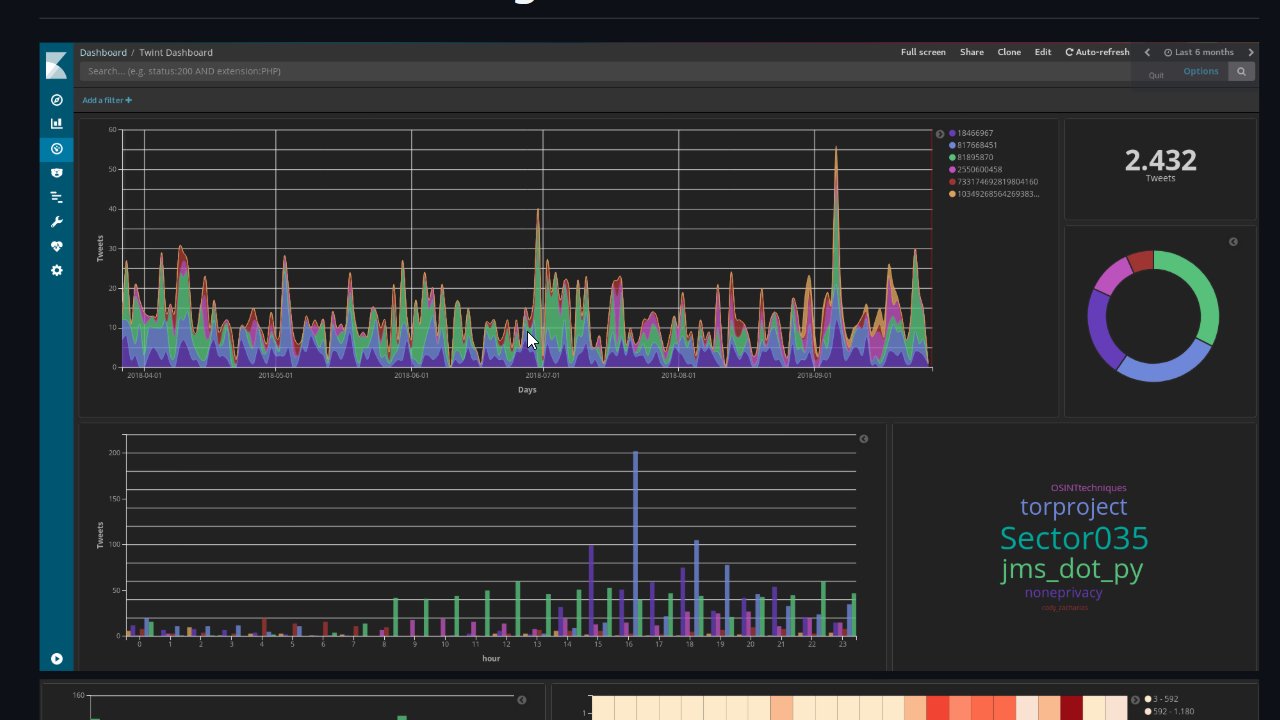 Dashboard / Twint Dashboard
Full screen Share Clone Edit Auto-refresh Last 6 months
Search... (e.g. status:200 AND extension:PHP)
Quit Options
Add a filter +
60
50
40
30
20
10
0
Tweets
2018-04-01 2018-05-01 2018-06-01 2018-07-01 2018-08-01 2018-09-01
Days
18466967
817668451
81895870
2550600458
733174692819804160
10349268564269383...
2.432
Tweets
200
150
100
50
0
Tweets
0 1 2 3 4 5 6 7 8 9 10 11 12 13 14 15 16 17 18 19 20 21 22 23
hour
OSINTtechniques
torproject
Sector035
jms_dot_py
noneprivacy
cody zacharias
160
1
3 - 592
592 - 1.180